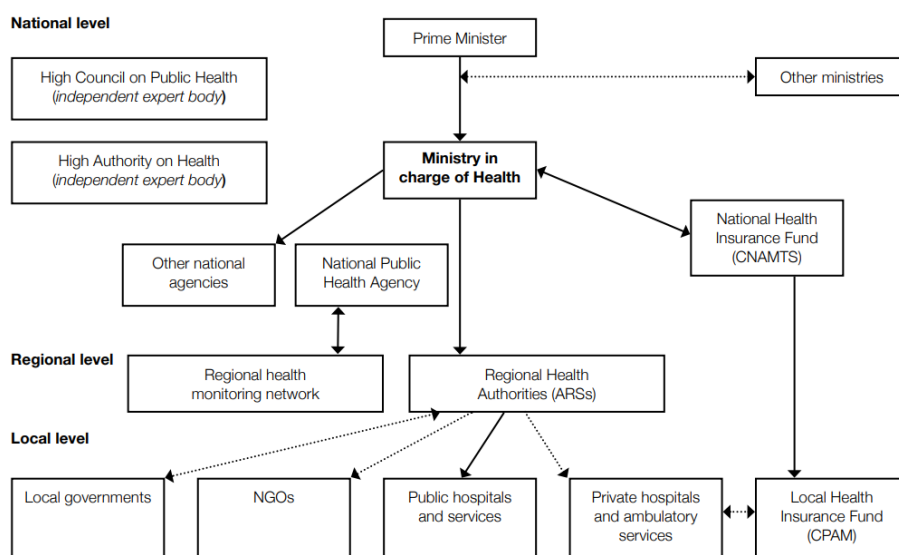 National level
Prime Minister
High Council on Public Health
(independent expert body)
Other ministries
High Authority on Health
(independent expert body)
Ministry in
charge of Health
National Health
Insurance Fund
(CNAMTS)
Other national
agencies
National Public
Health Agency
Regional level
Regional health
monitoring network
Regional Health
Authorities (ARSs)
Local level
Local governments
NGOs
Public hospitals
and services
Private hospitals
and ambulatory
services
Local Health
Insurance Fund
(CPAM)